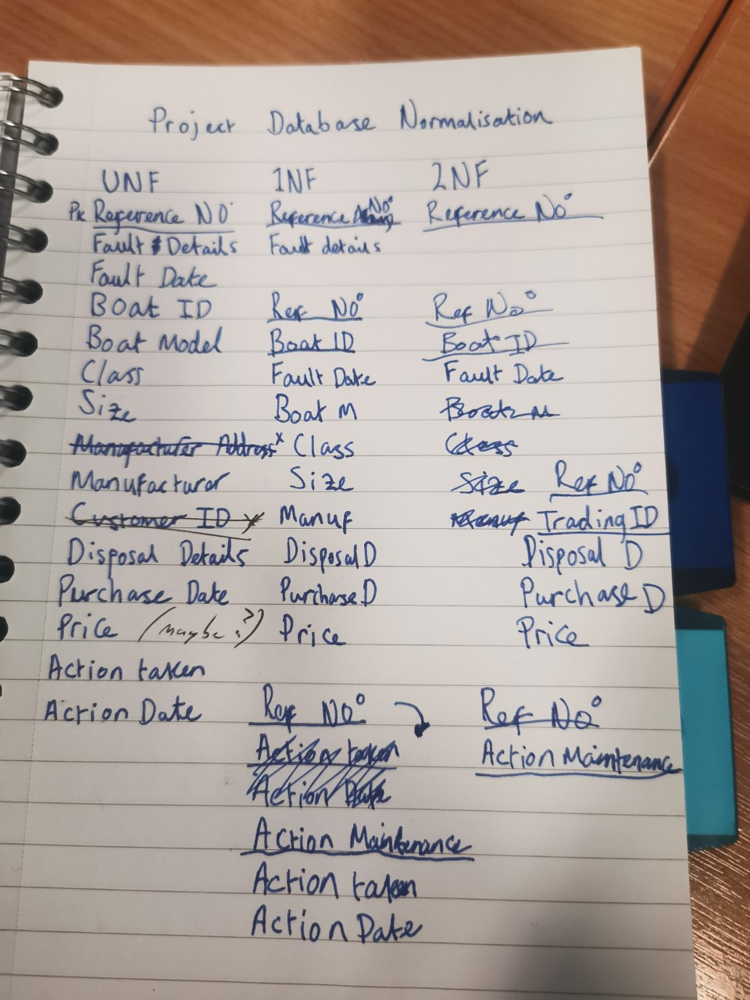 Project Database Normalisation
UNF 1NF 2NF
PK Reference NO Reference No Reference No
Fault Details Fault details
Fault Date
Boat ID Ref No Ref No
Boat Model Boat ID Boat ID
Class Fault Date Fault Date
Size Boat M Boat M
Manufacturer Address x Class Class
Manufacturor Size Size Ref No
Customer ID x Manuf Manuf Trading ID
Disposal Details Disposal D Disposal D
Purchase Date Purchase D Purchase D
Price (maybe?) Price Price
Action taken
Action Date Ref No Ref No
Action taken Action Maintenance
Action Date
Action Maintenance
Action taken
Action Date